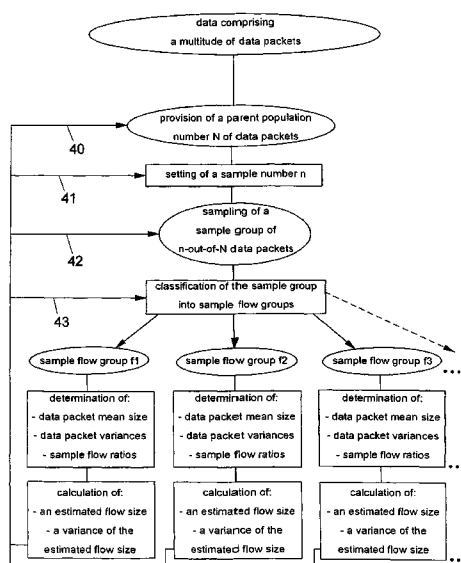 data comprising
a multitude of data packets
provision of a parent population
number N of data packets
40
setting of a sample number n
41
sampling of a
sample group of
n-out-of-N data packets
42
classification of the sample group
into sample flow groups
43
sample flow group f1
sample flow group f2
sample flow group f3
...
determination of:
- data packet mean size
- data packet variances
- sample flow ratios
determination of:
- data packet mean size
- data packet variances
- sample flow ratios
determination of:
- data packet mean size
- data packet variances
- sample flow ratios
..
calculation of:
- an estimated flow size
- a variance of the
estimated flow size
calculation of:
- an estimated flow size
- a variance of the
estimated flow size
calculation of:
- an estimated flow size
- a variance of the
estimated flow size
..